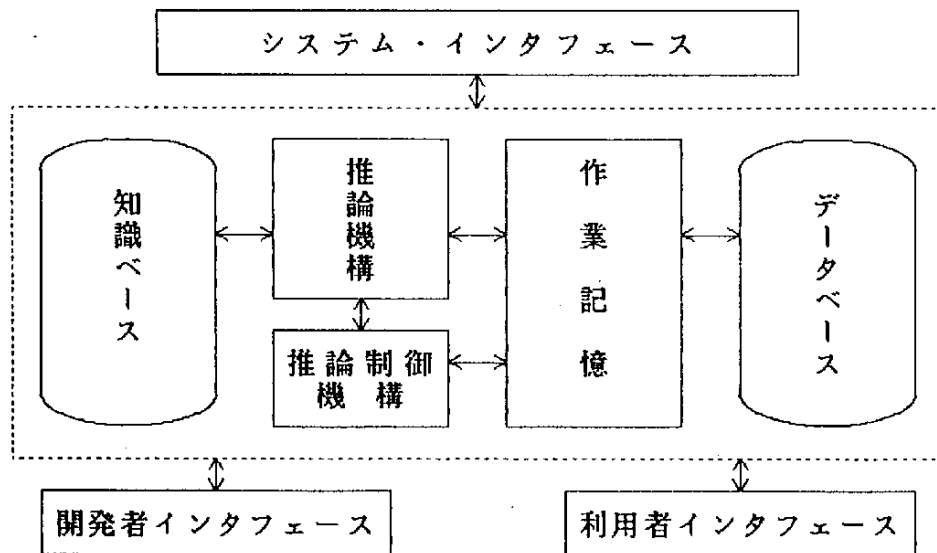 システム・インタフェース
知識ベース
推論機構
作業記憶
データベース
推論制御
機構
開発者インタフェース
利用者インタフェース